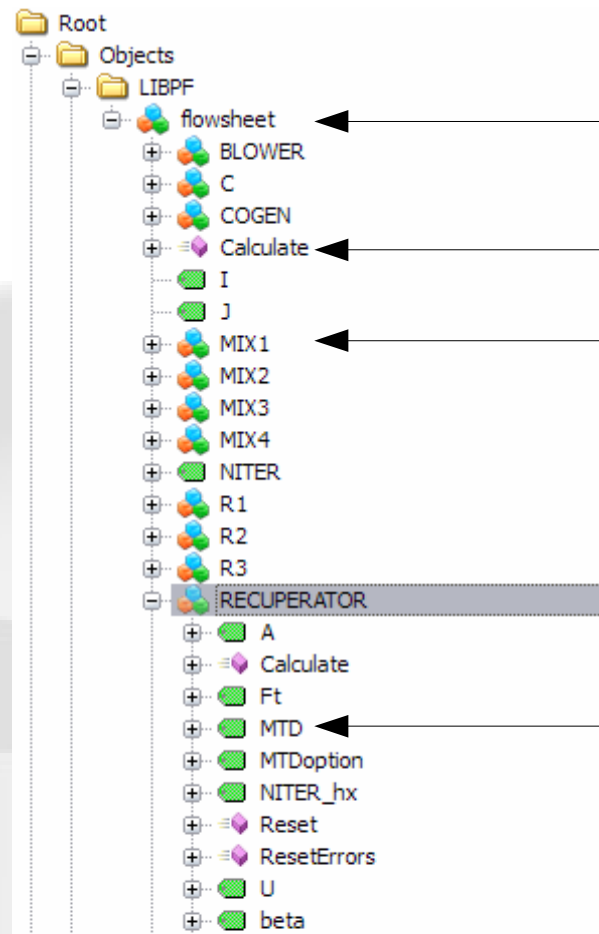 Root
Objects
LIBPF
flowsheet
BLOWER
C
COGEN
Calculate
I
J
MIX1
MIX2
MIX3
MIX4
NITER
R1
R2
R3
RECUPERATOR
A
Calculate
Ft
MTD
MTDoption
NITER_hx
Reset
ResetErrors
U
beta